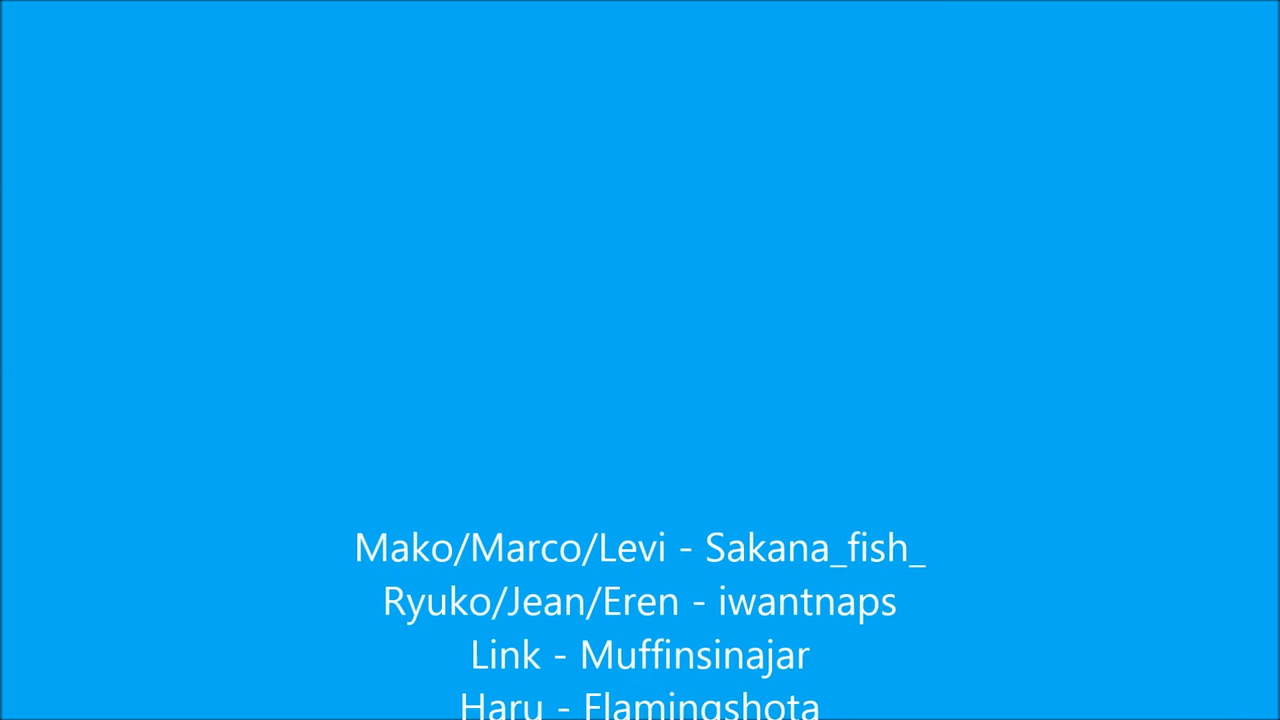 Mako/Marco/Levi - Sakana_fish_
Ryuko/Jean/Eren - iwantnaps
Link - Muffinsinajar
Haru - Flamingshota